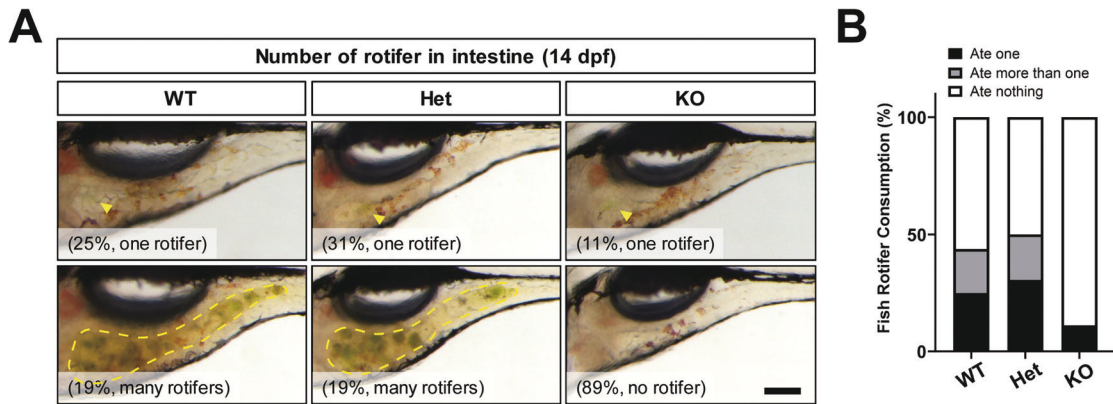 A
Number of rotifer in intestine (14 dpf)
WT
Het
KO
(25%, one rotifer)
(31%, one rotifer)
(11%, one rotifer)
(19%, many rotifers)
(19%, many rotifers)
(89%, no rotifer)
B
Ate one
Ate more than one
Ate nothing
Fish Rotifer Consumption (%)
100
50
0
WT
Het
KO